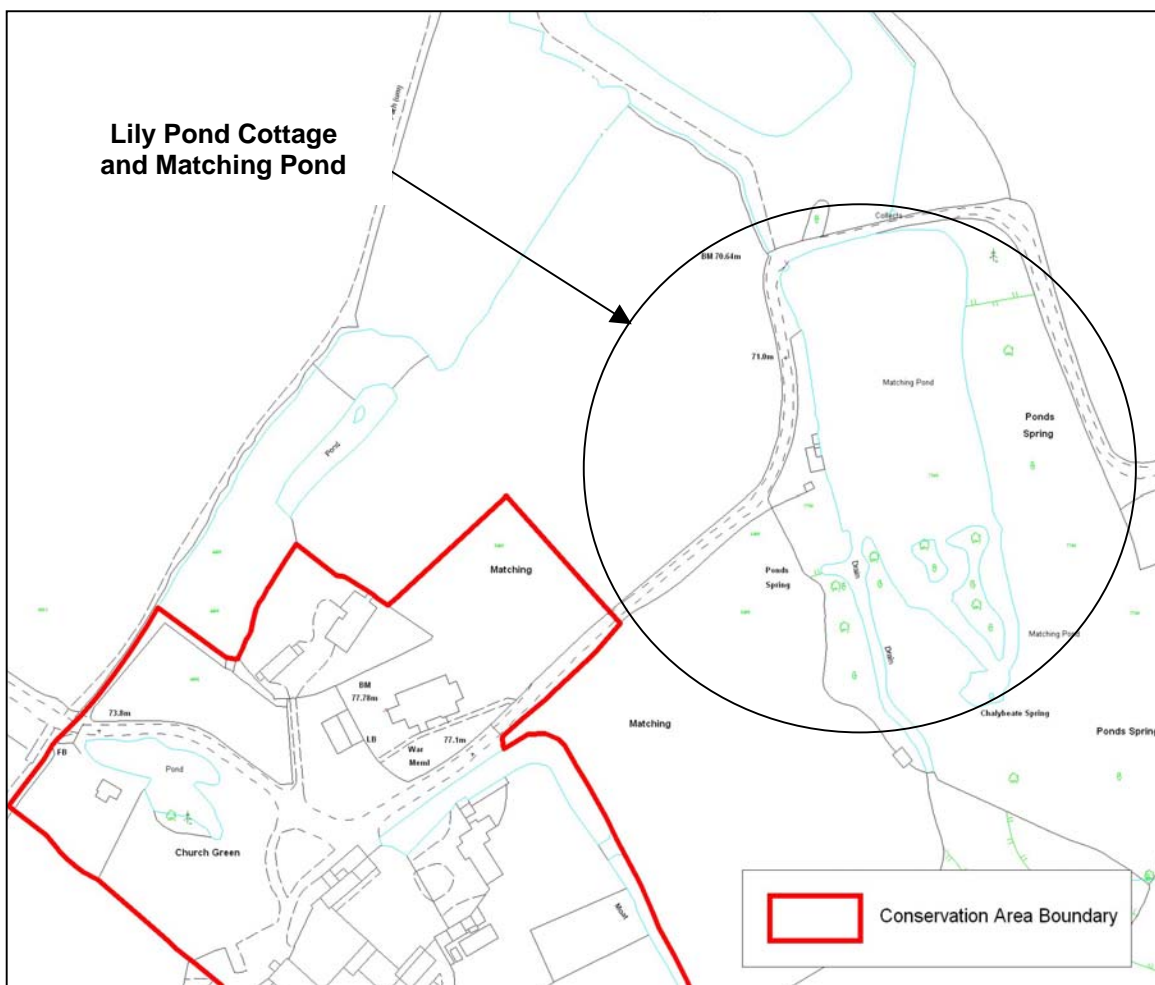 Lily Pond Cottage
and Matching Pond
Collects
BM 70.64m
71.0m
Matching Pond
Ponds
Spring
Pond
Matching
Ponds
Spring
Drain
Drain
Matching Pond
BM
77.78m
Chalybeate Spring
73.8m
LB
77.1m
War
Meml
Matching
Ponds Spring
FB
Pond
Church Green
Moat
Conservation Area Boundary